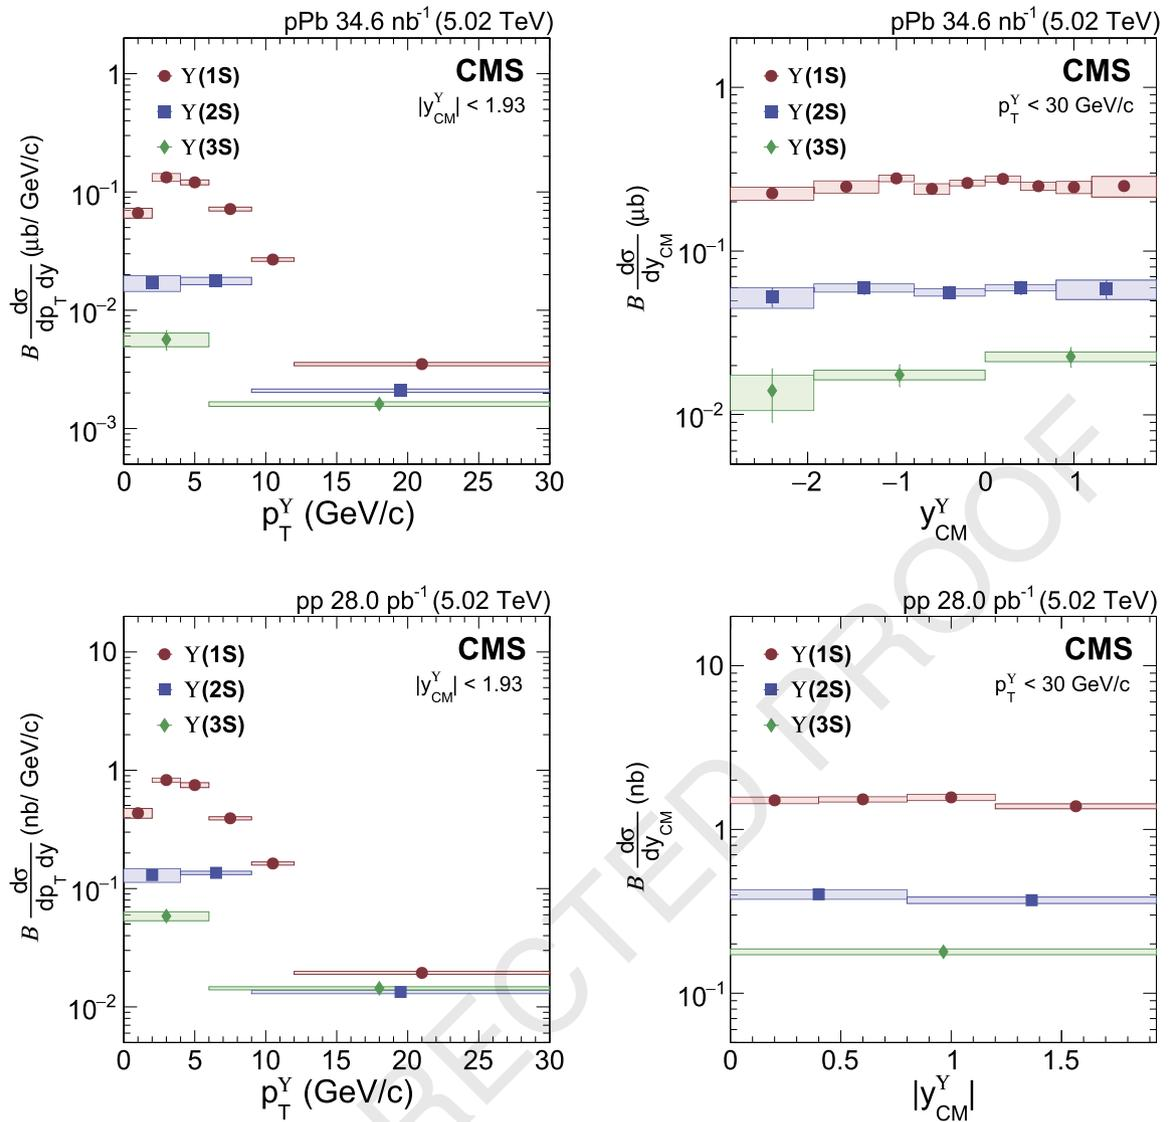 pPb 34.6 nb⁻¹ (5.02 TeV)
CMS
|y^Υ_CM| < 1.93
Υ(1S)
Υ(2S)
Υ(3S)
B dσ/dp_T dy (μb/ GeV/c)
1
10⁻¹
10⁻²
10⁻³
0 5 10 15 20 25 30
p^Υ_T (GeV/c)
pPb 34.6 nb⁻¹ (5.02 TeV)
CMS
p^Υ_T < 30 GeV/c
Υ(1S)
Υ(2S)
Υ(3S)
B dσ/dy_CM (μb)
1
10⁻¹
10⁻²
−2 −1 0 1
y^Υ_CM
pp 28.0 pb⁻¹ (5.02 TeV)
CMS
|y^Υ_CM| < 1.93
Υ(1S)
Υ(2S)
Υ(3S)
B dσ/dp_T dy (nb/ GeV/c)
10
1
10⁻¹
10⁻²
0 5 10 15 20 25 30
p^Υ_T (GeV/c)
pp 28.0 pb⁻¹ (5.02 TeV)
CMS
p^Υ_T < 30 GeV/c
Υ(1S)
Υ(2S)
Υ(3S)
B dσ/dy_CM (nb)
10
1
10⁻¹
0 0.5 1 1.5
|y^Υ_CM|
RECTED PROOF